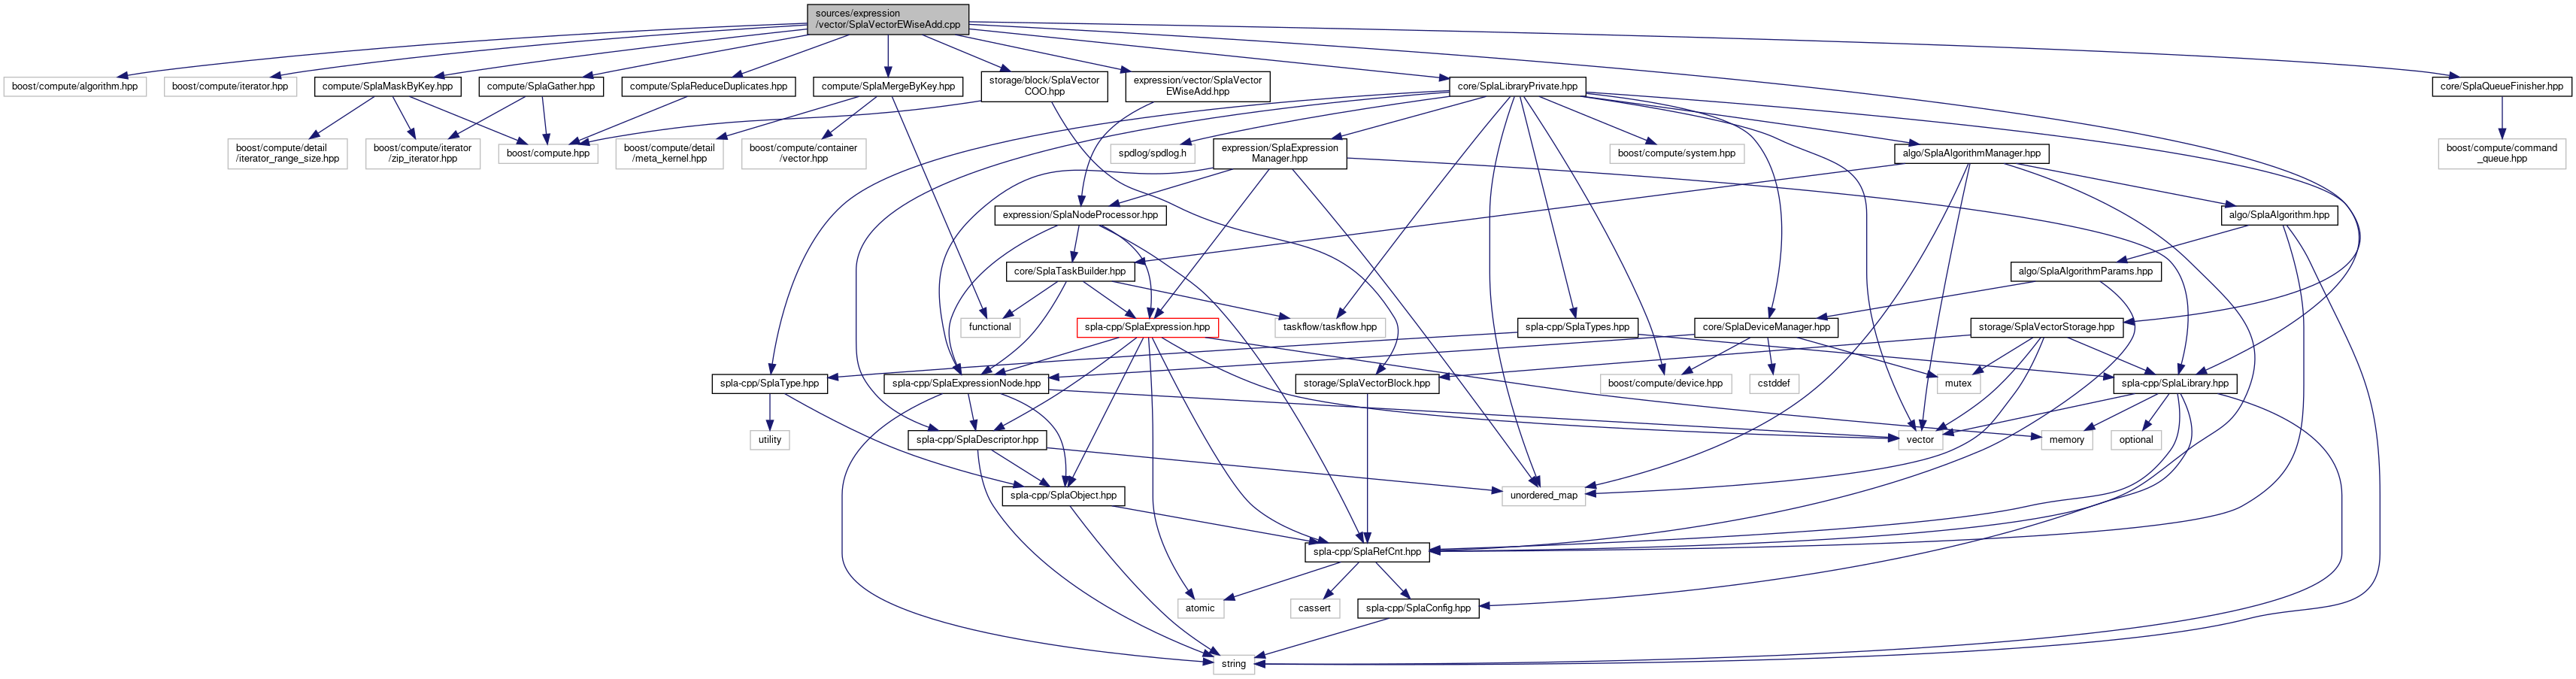 sources/expression
/vector/SplaVectorEWiseAdd.cpp
boost/compute/algorithm.hpp
boost/compute/iterator.hpp
compute/SplaMaskByKey.hpp
compute/SplaGather.hpp
compute/SplaReduceDuplicates.hpp
compute/SplaMergeByKey.hpp
storage/block/SplaVector
COO.hpp
expression/vector/SplaVector
EWiseAdd.hpp
core/SplaLibraryPrivate.hpp
core/SplaQueueFinisher.hpp
boost/compute/detail
/iterator_range_size.hpp
boost/compute/iterator
/zip_iterator.hpp
boost/compute.hpp
boost/compute/detail
/meta_kernel.hpp
boost/compute/container
/vector.hpp
spdlog/spdlog.h
expression/SplaExpression
Manager.hpp
boost/compute/system.hpp
algo/SplaAlgorithmManager.hpp
boost/compute/command
_queue.hpp
expression/SplaNodeProcessor.hpp
algo/SplaAlgorithm.hpp
core/SplaTaskBuilder.hpp
algo/SplaAlgorithmParams.hpp
functional
spla-cpp/SplaExpression.hpp
taskflow/taskflow.hpp
spla-cpp/SplaTypes.hpp
core/SplaDeviceManager.hpp
storage/SplaVectorStorage.hpp
spla-cpp/SplaType.hpp
spla-cpp/SplaExpressionNode.hpp
storage/SplaVectorBlock.hpp
boost/compute/device.hpp
cstddef
mutex
spla-cpp/SplaLibrary.hpp
utility
spla-cpp/SplaDescriptor.hpp
vector
memory
optional
spla-cpp/SplaObject.hpp
unordered_map
spla-cpp/SplaRefCnt.hpp
atomic
cassert
spla-cpp/SplaConfig.hpp
string